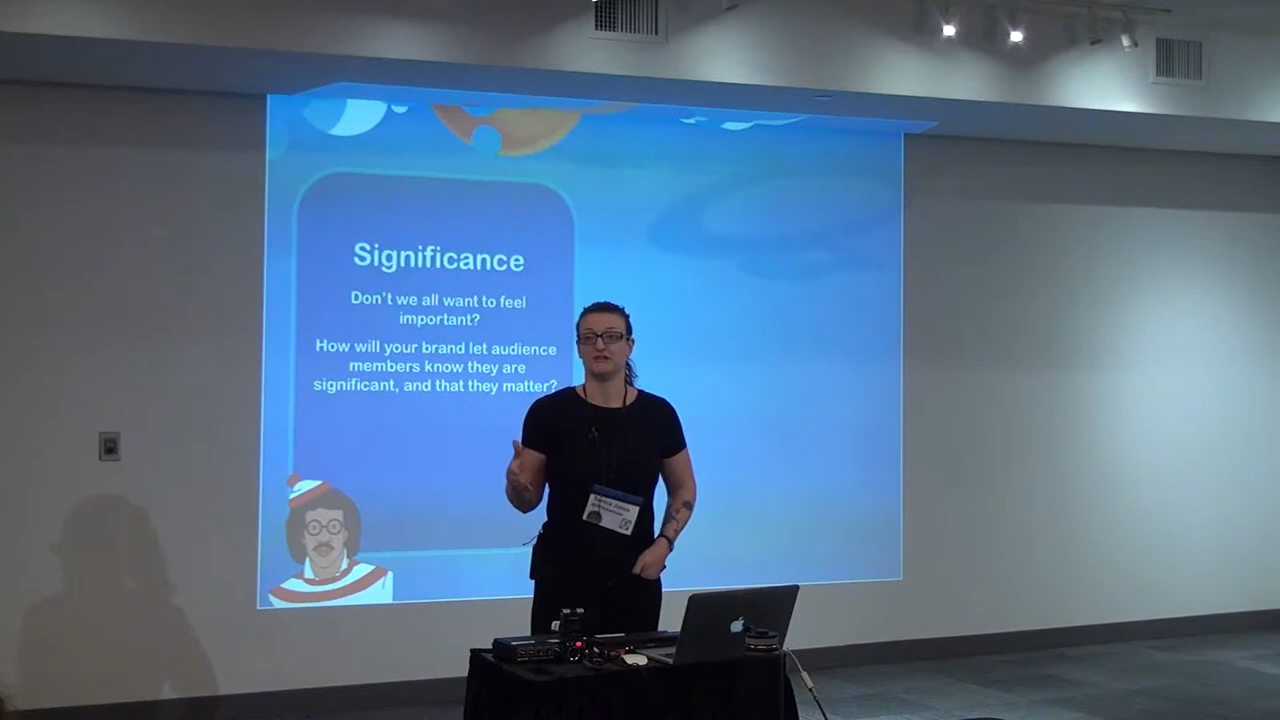 Significance
Don't we all want to feel
important?
How will your brand let audience
members know they are
significant, and that they matter?